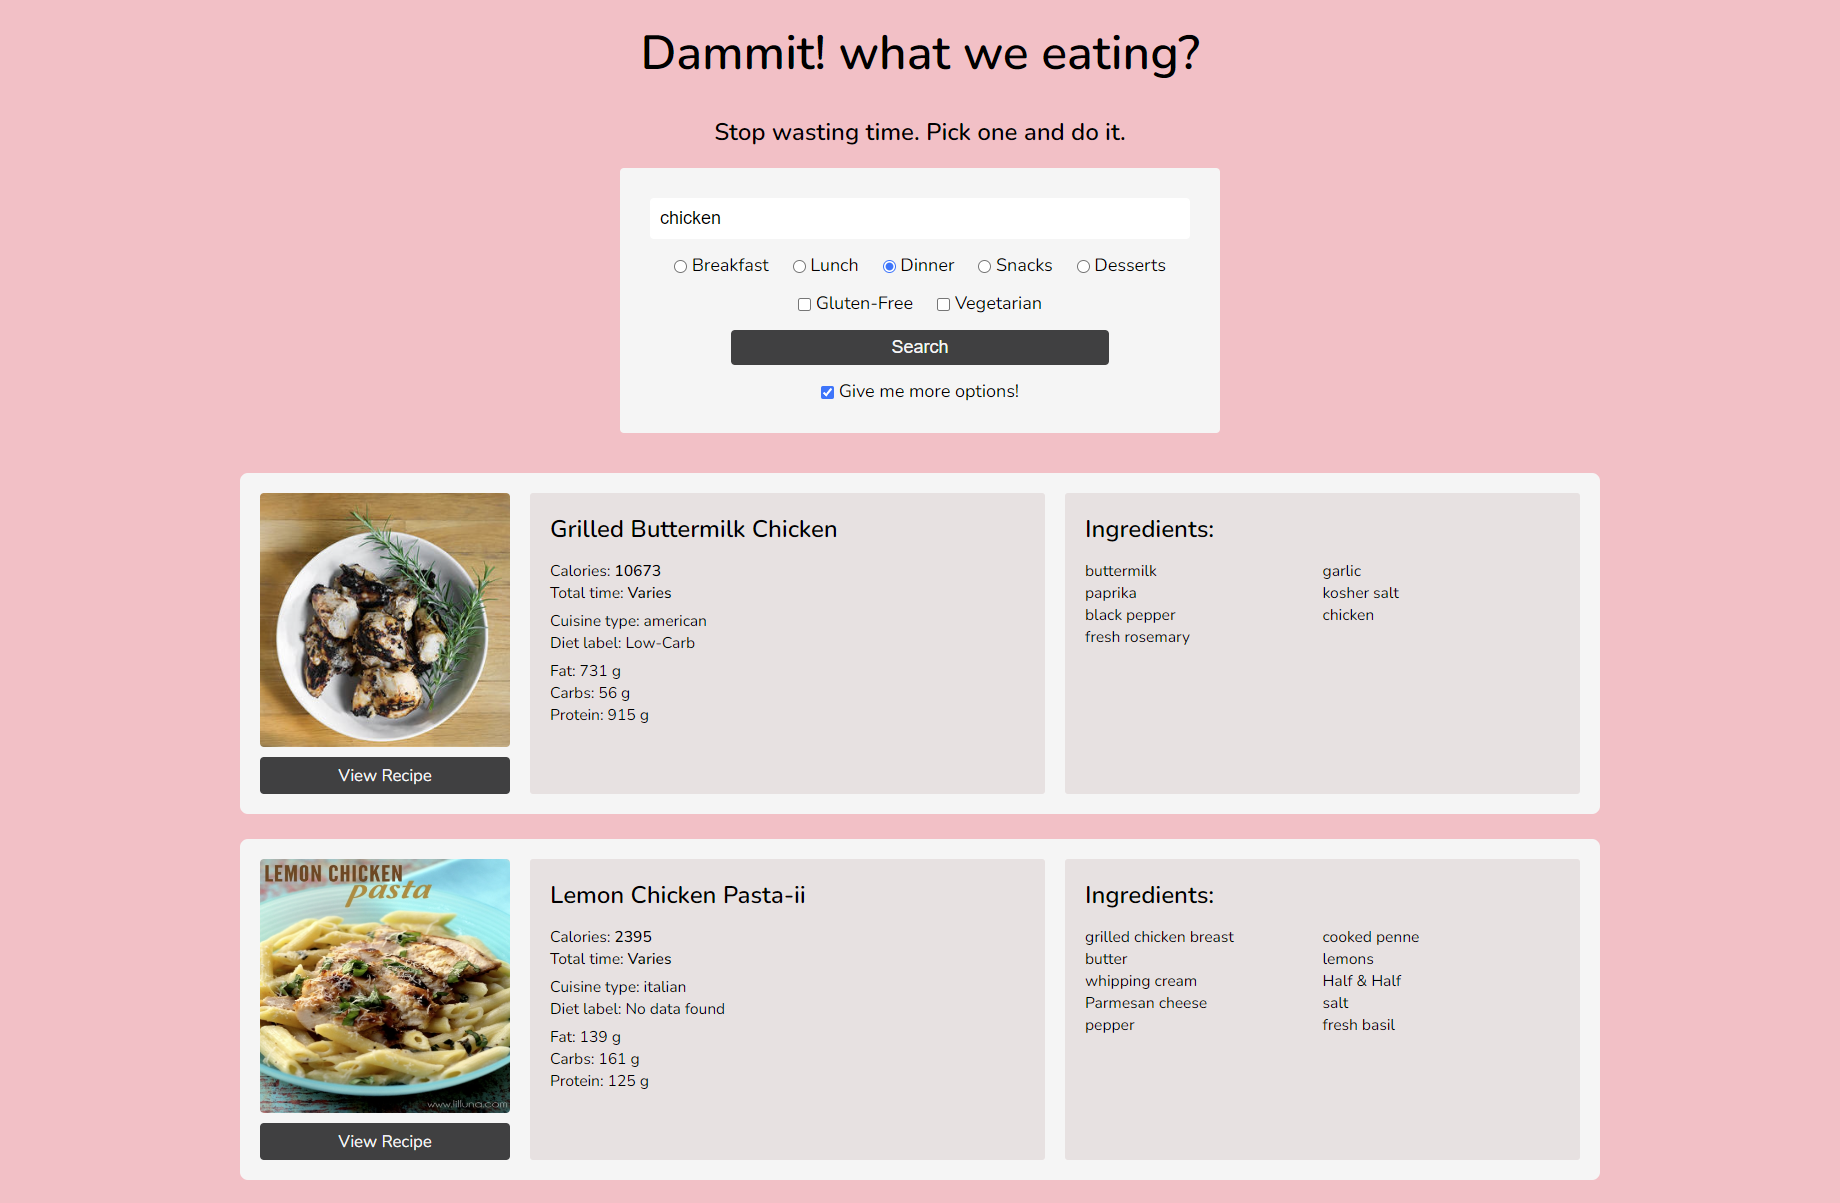 Dammit! what we eating?
Stop wasting time. Pick one and do it.
chicken
Breakfast Lunch Dinner Snacks Desserts
Gluten-Free Vegetarian
Search
Give me more options!
View Recipe
Grilled Buttermilk Chicken
Calories: 10673
Total time: Varies
Cuisine type: american
Diet label: Low-Carb
Fat: 731 g
Carbs: 56 g
Protein: 915 g
Ingredients:
buttermilk
paprika
black pepper
fresh rosemary
garlic
kosher salt
chicken
LEMON CHICKEN
pasta
www.lilluna.com
View Recipe
Lemon Chicken Pasta-ii
Calories: 2395
Total time: Varies
Cuisine type: italian
Diet label: No data found
Fat: 139 g
Carbs: 161 g
Protein: 125 g
Ingredients:
grilled chicken breast
butter
whipping cream
Parmesan cheese
pepper
cooked penne
lemons
Half & Half
salt
fresh basil